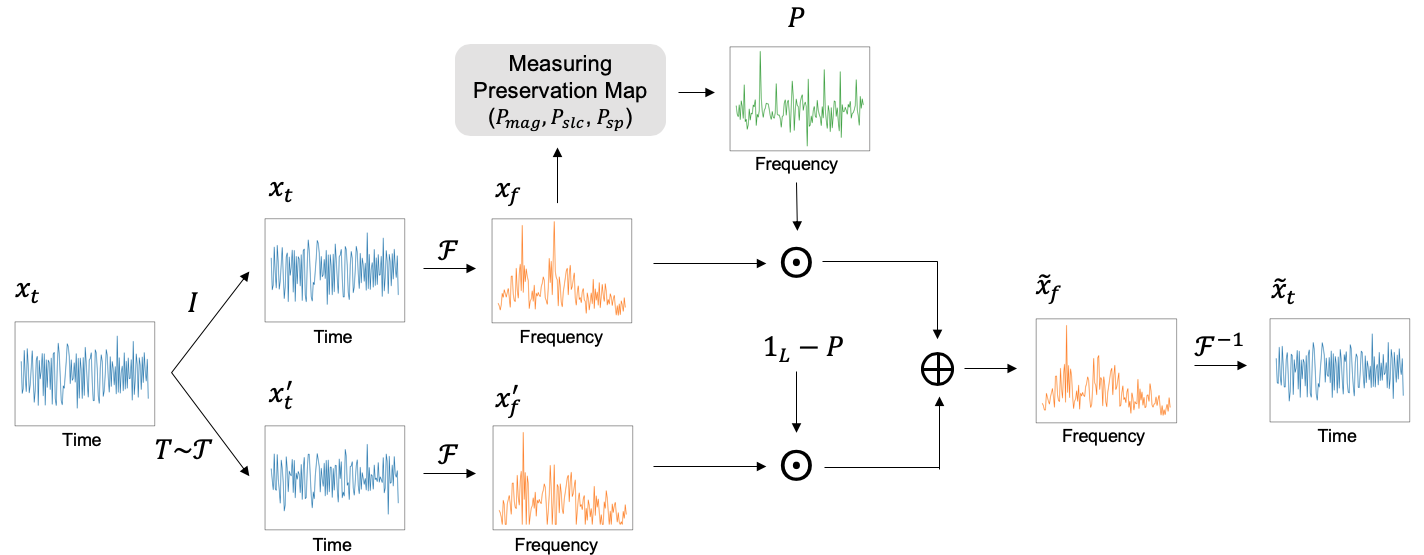 P
Measuring
Preservation Map
(P_mag, P_slc, P_sp)
Frequency
x_t
x_f
ℱ
Time
Frequency
x_t
I
Time
T~𝒯
1_L − P
x̃_f
x̃_t
ℱ⁻¹
Frequency
Time
x′_t
x′_f
ℱ
Time
Frequency